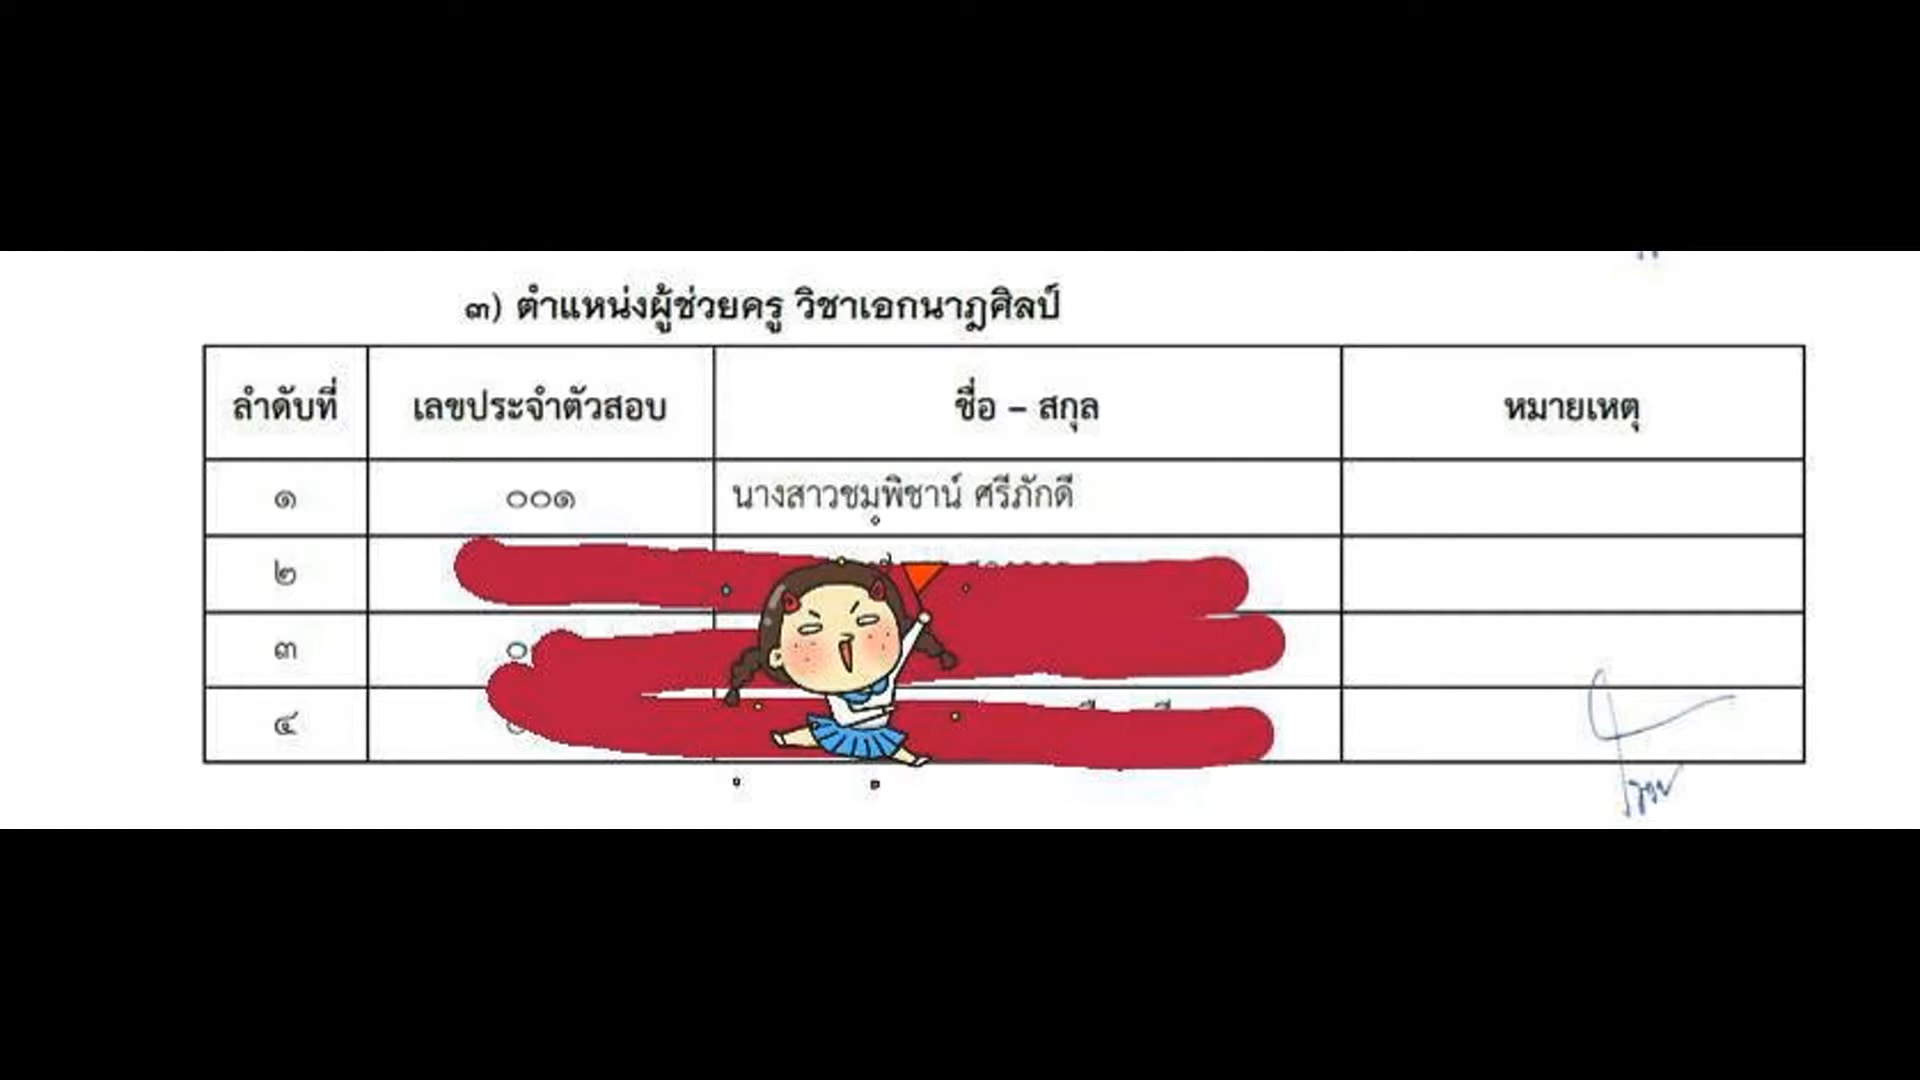 ๓) ตำแหน่งผู้ช่วยครู วิชาเอกนาฎศิลป์
ลำดับที่ เลขประจำตัวสอบ ชื่อ – สกุล หมายเหตุ
๑ ๐๐๑ นางสาวชมุพิชาน์ ศรีภักดี
๒
๓ ๐
๔